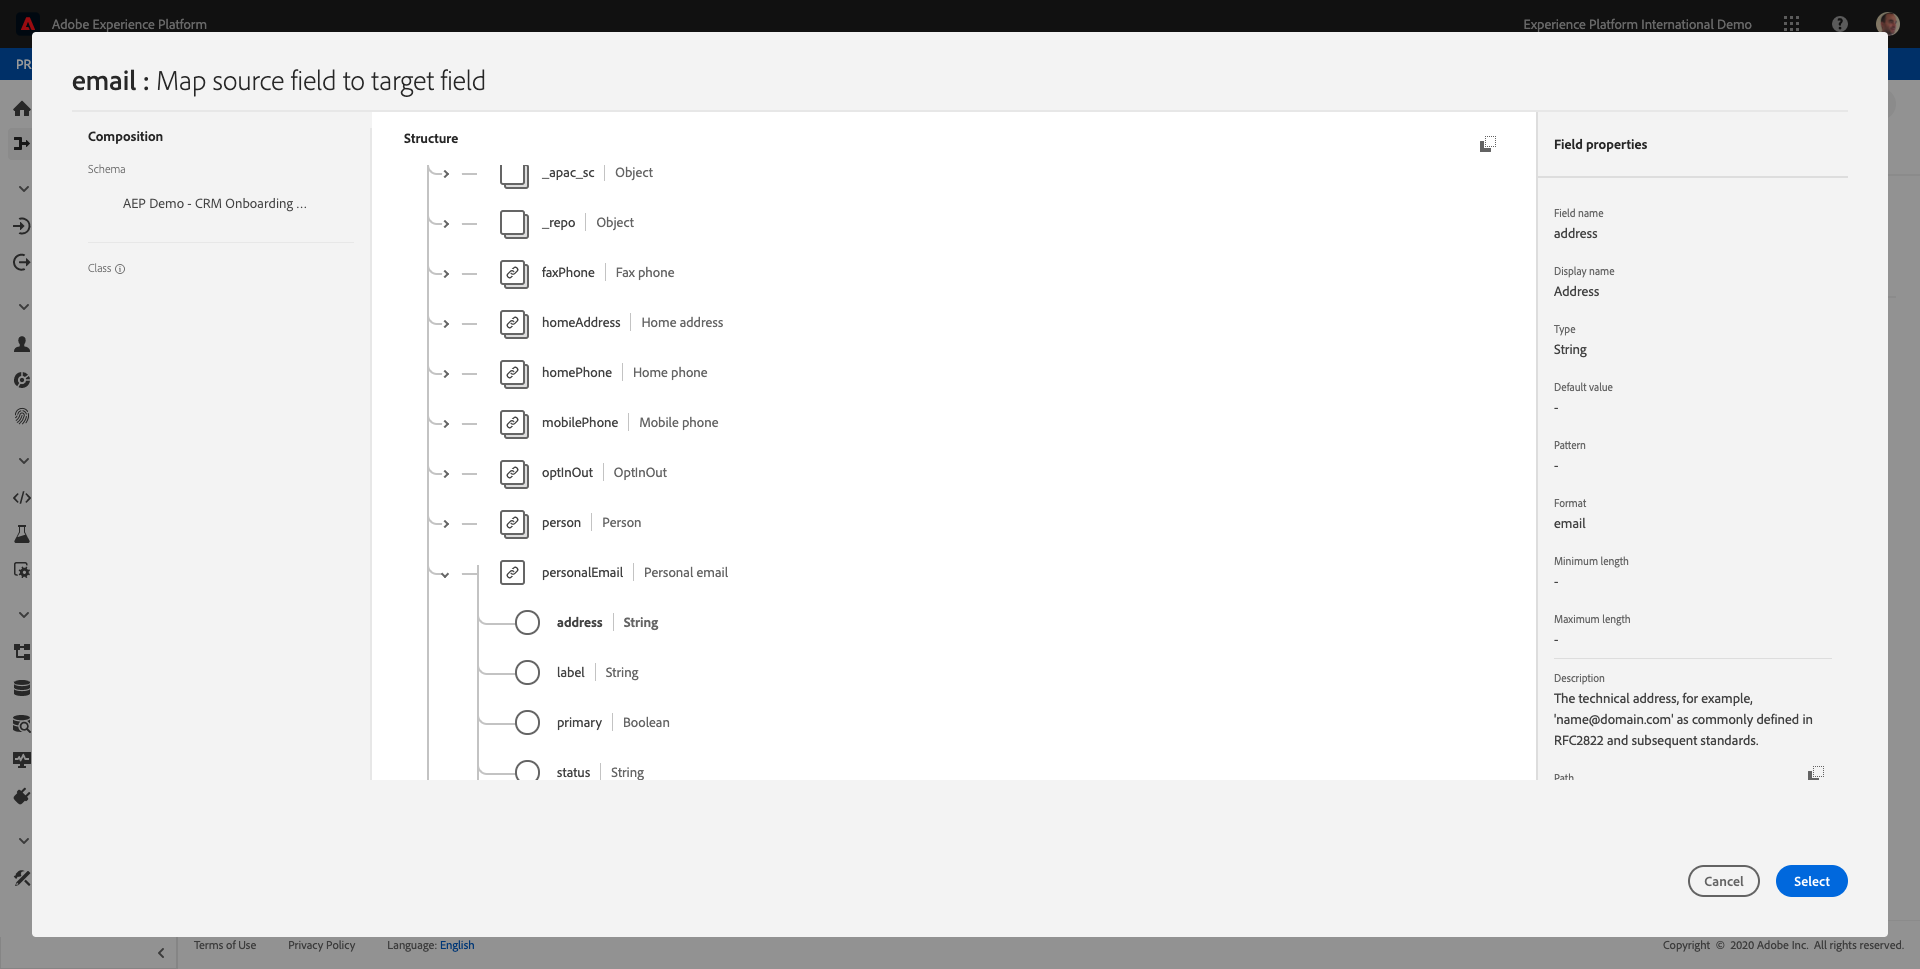 Adobe Experience Platform
Experience Platform International Demo
PR
email : Map source field to target field
Composition
Schema
AEP Demo - CRM Onboarding ...
Class
Structure
_apac_sc | Object
_repo | Object
faxPhone | Fax phone
homeAddress | Home address
homePhone | Home phone
mobilePhone | Mobile phone
optInOut | OptInOut
person | Person
personalEmail | Personal email
address | String
label | String
primary | Boolean
status | String
Field properties
Field name
address
Display name
Address
Type
String
Default value
-
Pattern
-
Format
email
Minimum length
-
Maximum length
-
Description
The technical address, for example,
'name@domain.com' as commonly defined in
RFC2822 and subsequent standards.
Path
Cancel
Select
Terms of Use
Privacy Policy
Language: English
Copyright © 2020 Adobe Inc. All rights reserved.